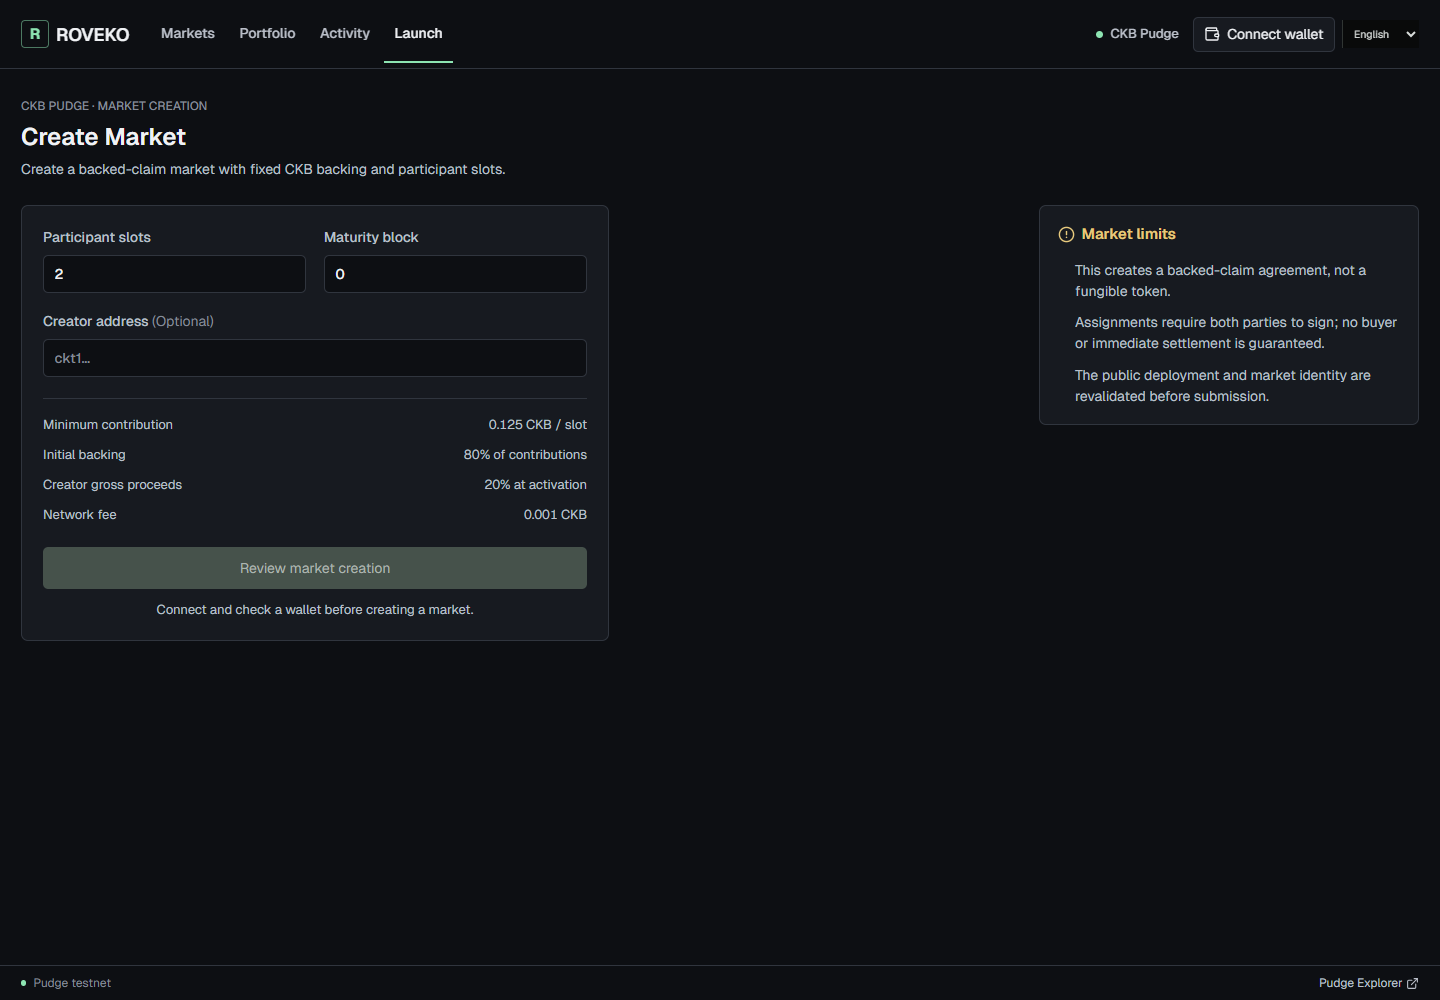 R ROVEKO Markets Portfolio Activity Launch CKB Pudge Connect wallet English
CKB PUDGE · MARKET CREATION
Create Market
Create a backed-claim market with fixed CKB backing and participant slots.
Participant slots Maturity block
2 0
Creator address (Optional)
ckt1...
Minimum contribution 0.125 CKB / slot
Initial backing 80% of contributions
Creator gross proceeds 20% at activation
Network fee 0.001 CKB
Review market creation
Connect and check a wallet before creating a market.
Market limits
This creates a backed-claim agreement, not a
fungible token.
Assignments require both parties to sign; no buyer
or immediate settlement is guaranteed.
The public deployment and market identity are
revalidated before submission.
Pudge testnet Pudge Explorer